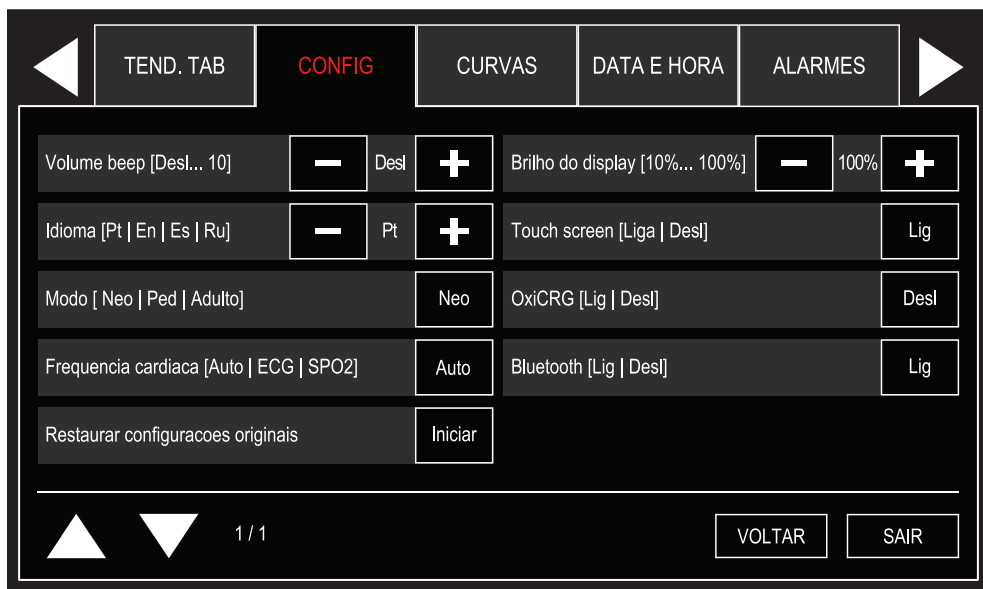 TEND. TAB CONFIG CURVAS DATA E HORA ALARMES
Volume beep [Desl... 10] Desl
Brilho do display [10%... 100%] 100%
Idioma [Pt | En | Es | Ru] Pt
Touch screen [Liga | Desl] Lig
Modo [ Neo | Ped | Adulto] Neo
OxiCRG [Lig | Desl] Desl
Frequencia cardiaca [Auto | ECG | SPO2] Auto
Bluetooth [Lig | Desl] Lig
Restaurar configuracoes originais Iniciar
1 / 1 VOLTAR SAIR